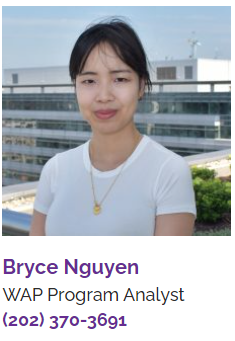 Bryce Nguyen
WAP Program Analyst
(202) 370-3691